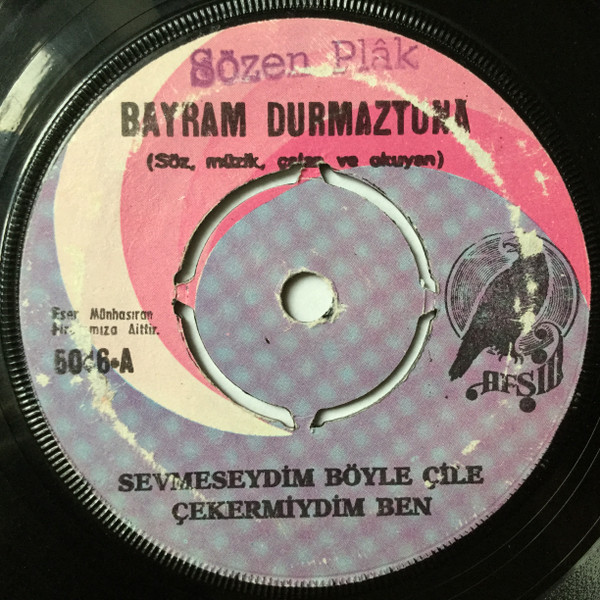 Sözen Plâk
BAYRAM DURMAZTUNA
(Söz, müzik, çalan ve okuyan)
Eser Münhasıran
Aittir.
AFŞIN
SEVMESEYDİM BÖYLE ÇİLE
ÇEKERMİYDİM BEN